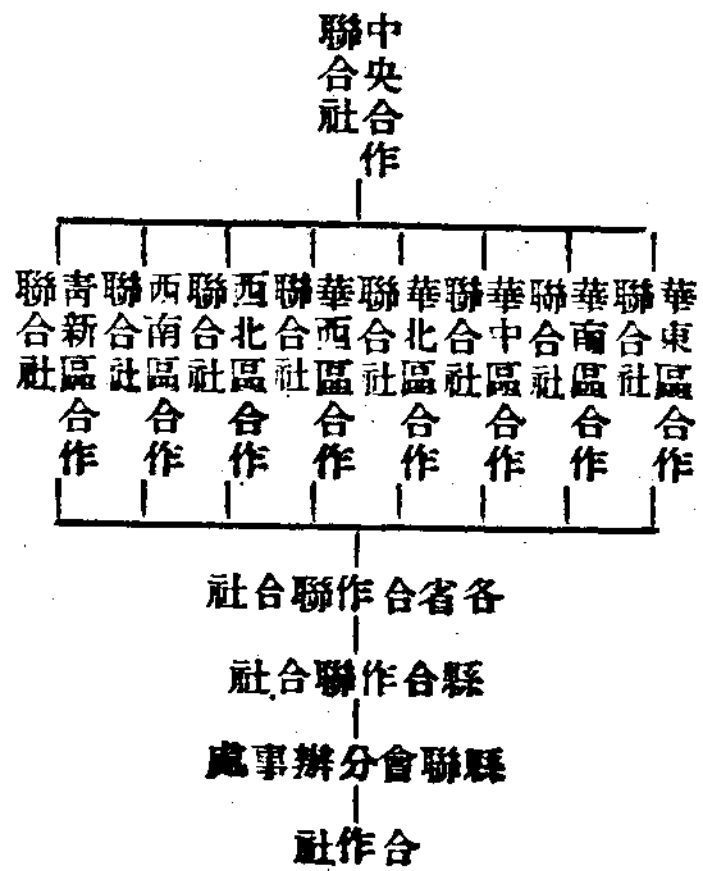 中央合作
聯合社
華東區合作
聯合社
華南區合作
聯合社
華中區合作
聯合社
華北區合作
聯合社
華西區合作
聯合社
西北區合作
聯合社
西南區合作
聯合社
青新區合作
聯合社
各省合作聯合社
縣合作聯合社
縣聯會分辦事處
合作社